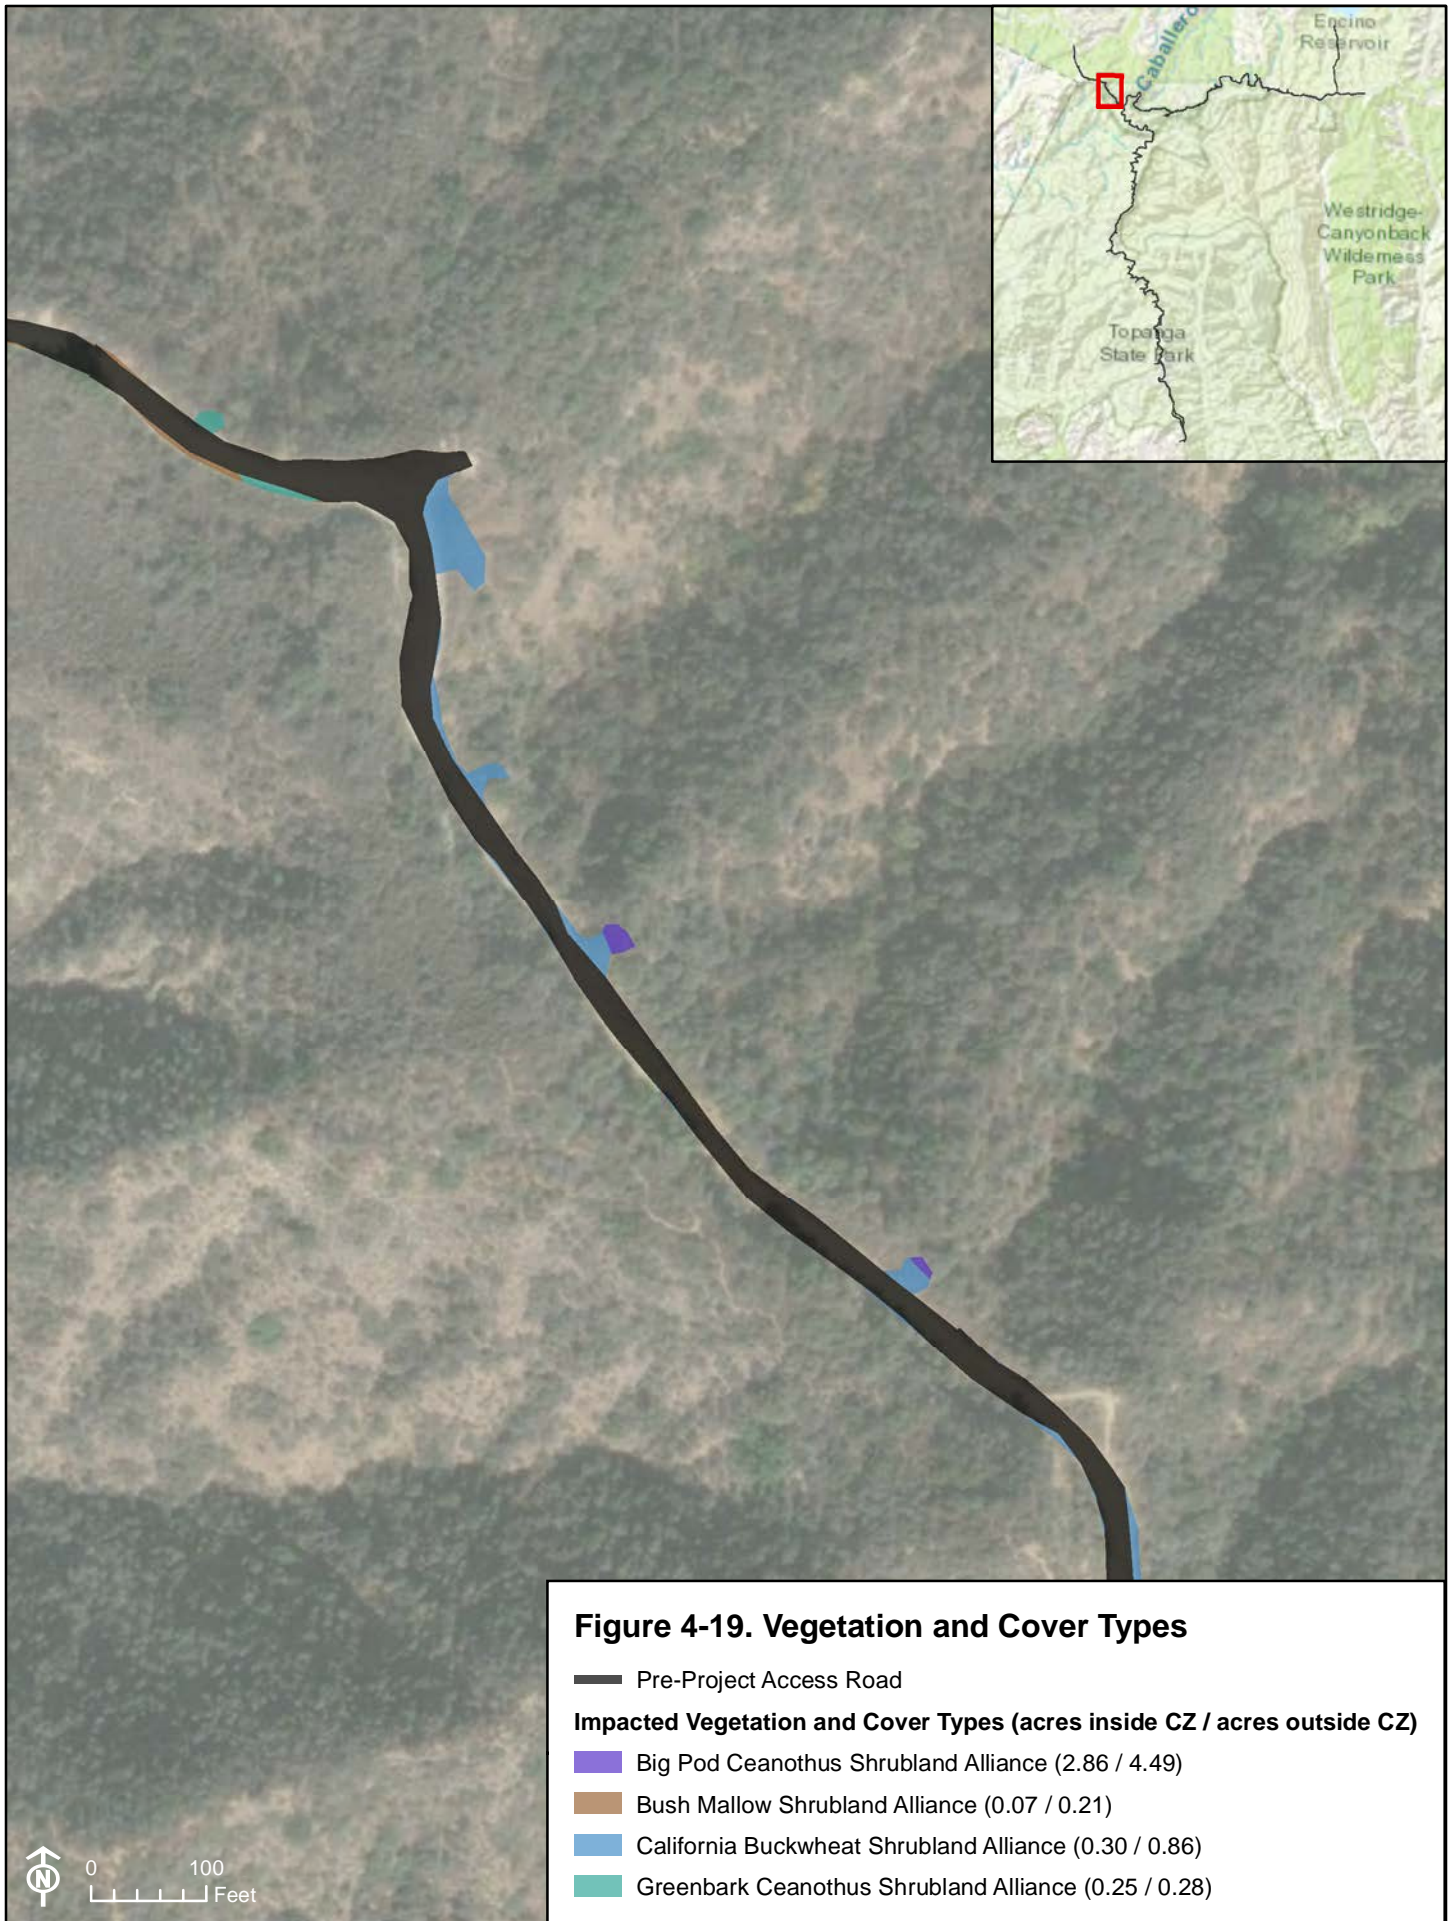 Encino
Reservoir
Caballero
Westridge-
Canyonback
Wilderness
Park
Topanga
State Park
Figure 4-19. Vegetation and Cover Types
Pre-Project Access Road
Impacted Vegetation and Cover Types (acres inside CZ / acres outside CZ)
Big Pod Ceanothus Shrubland Alliance (2.86 / 4.49)
Bush Mallow Shrubland Alliance (0.07 / 0.21)
California Buckwheat Shrubland Alliance (0.30 / 0.86)
Greenbark Ceanothus Shrubland Alliance (0.25 / 0.28)
N
0 100
Feet